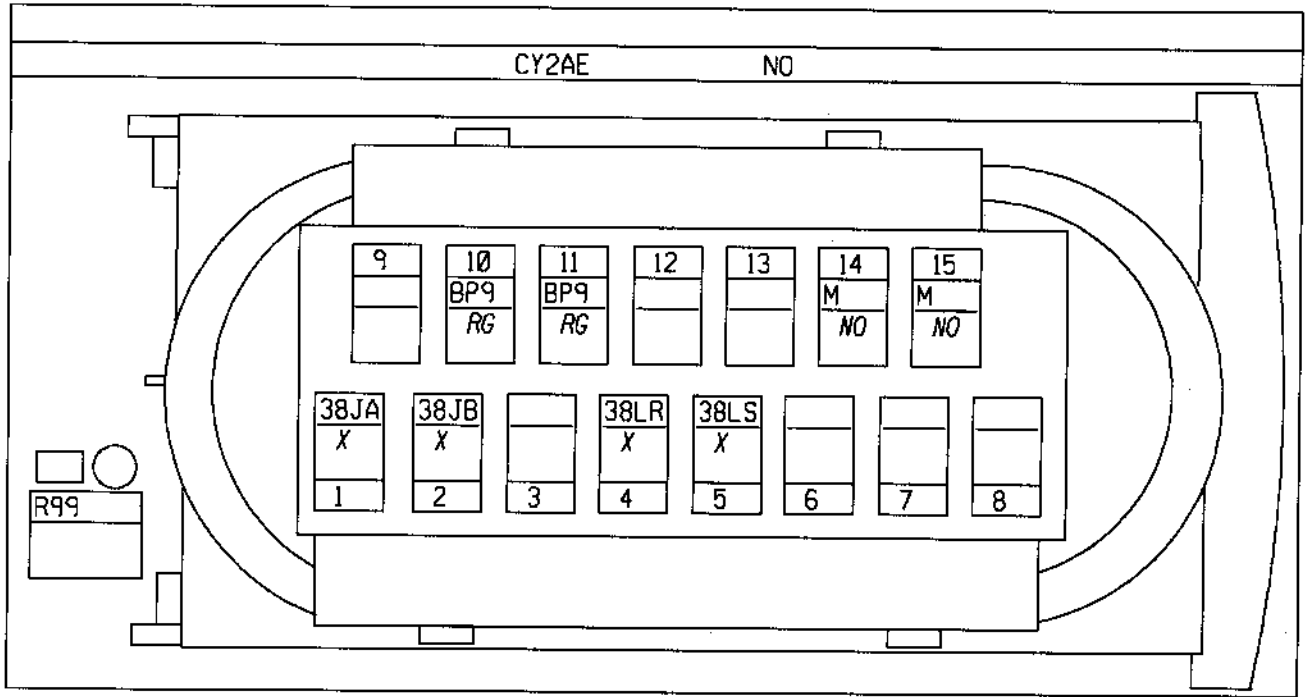 CY2AE NO
9 10 11 12 13 14 15
BP9 BP9 M M
RG RG NO NO
38JA 38JB 38LR 38LS
X X X X
1 2 3 4 5 6 7 8
R99